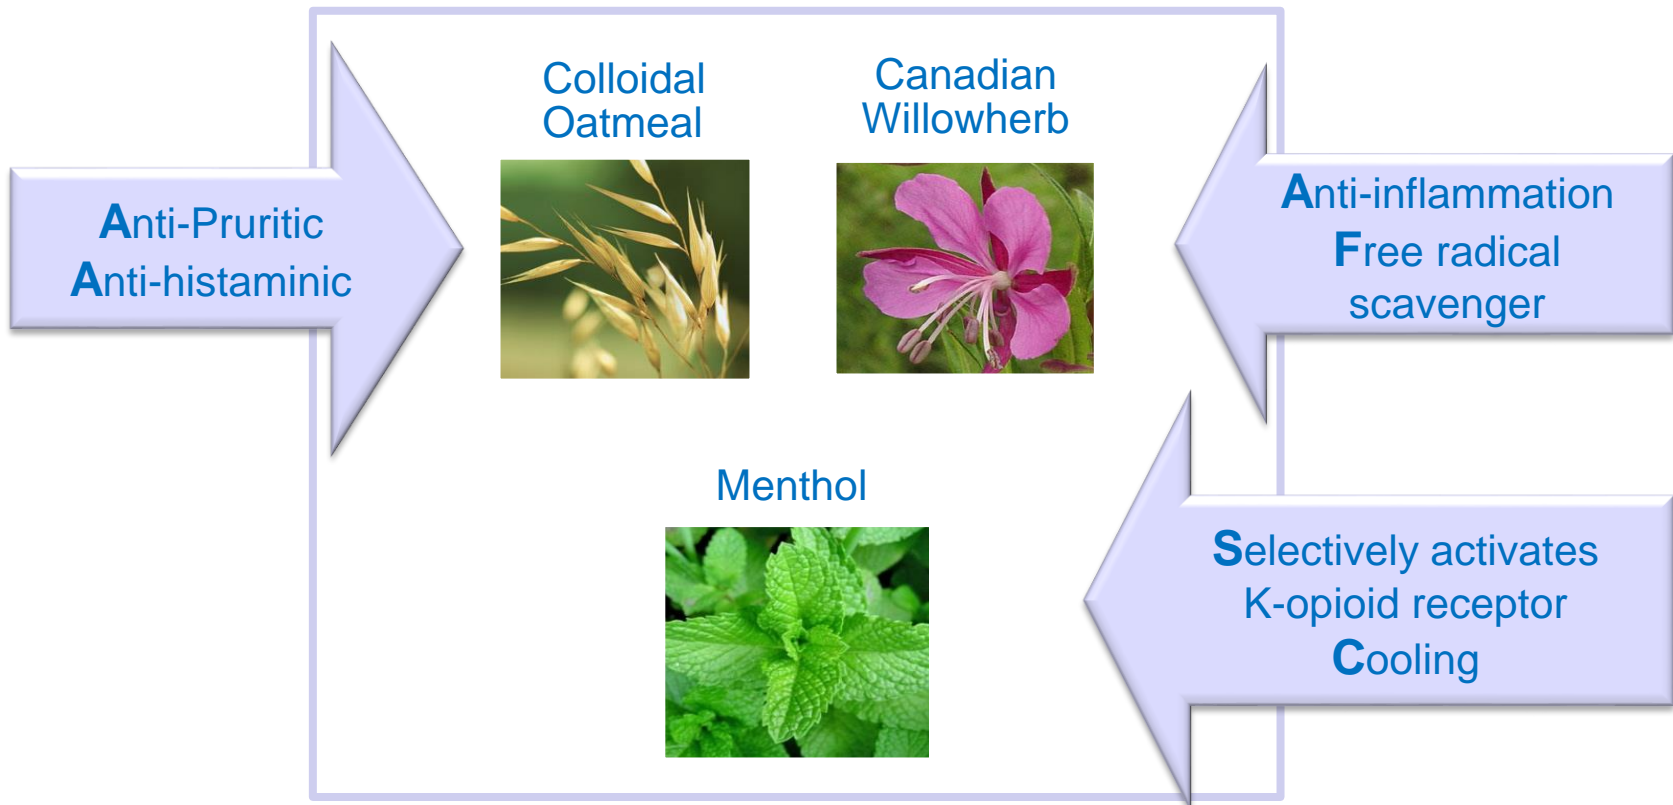 Colloidal
Oatmeal
Canadian
Willowherb
Anti-Pruritic
Anti-histaminic
Anti-inflammation
Free radical
scavenger
Menthol
Selectively activates
K-opioid receptor
Cooling